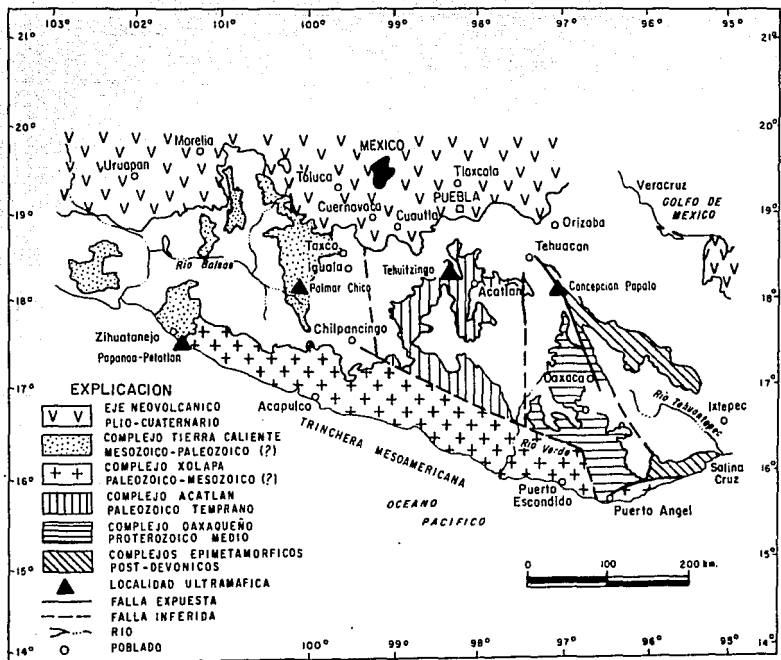 103° 102° 101° 100° 99° 98° 97° 96° 95°
21° 21°
20° 20°
Morelia
Uruapan
MEXICO
Toluca
Tlaxcala
PUEBLA
Veracruz
GOLFO DE
MEXICO
19° 19°
Cuernavaca
Cuautla
Orizaba
Taxco
Tehuacan
Rio Balsas
Iguala
Tehuitzingo
Palmar Chico
Acatlan
Concepcion Papalo
18° 18°
Zihuatanejo
Chilpancingo
Papanoa-Petatlan
Oaxaca
17° 17°
Rio Tehuantepec
Ixtepec
Acapulco
TRINCHERA MESOAMERICANA
Rio Verde
Salina
Cruz
16° 16°
Puerto
Escondido
Puerto Angel
OCEANO
PACIFICO
EXPLICACION
EJE NEOVOLCANICO
PLIO-CUATERNARIO
COMPLEJO TIERRA CALIENTE
MESOZOICO-PALEOZOICO (?)
COMPLEJO XOLAPA
PALEOZOICO-MESOZOICO (?)
COMPLEJO ACATLAN
PALEOZOICO TEMPRANO
COMPLEJO OAXAQUEÑO
PROTEROZOICO MEDIO
COMPLEJOS EPIMETAMORFICOS
POST-DEVONICOS
LOCALIDAD ULTRAMAFICA
FALLA EXPUESTA
FALLA INFERIDA
RIO
POBLADO
0 100 200 km.
15° 15°
14° 14°
100° 99° 98° 97° 96° 95°